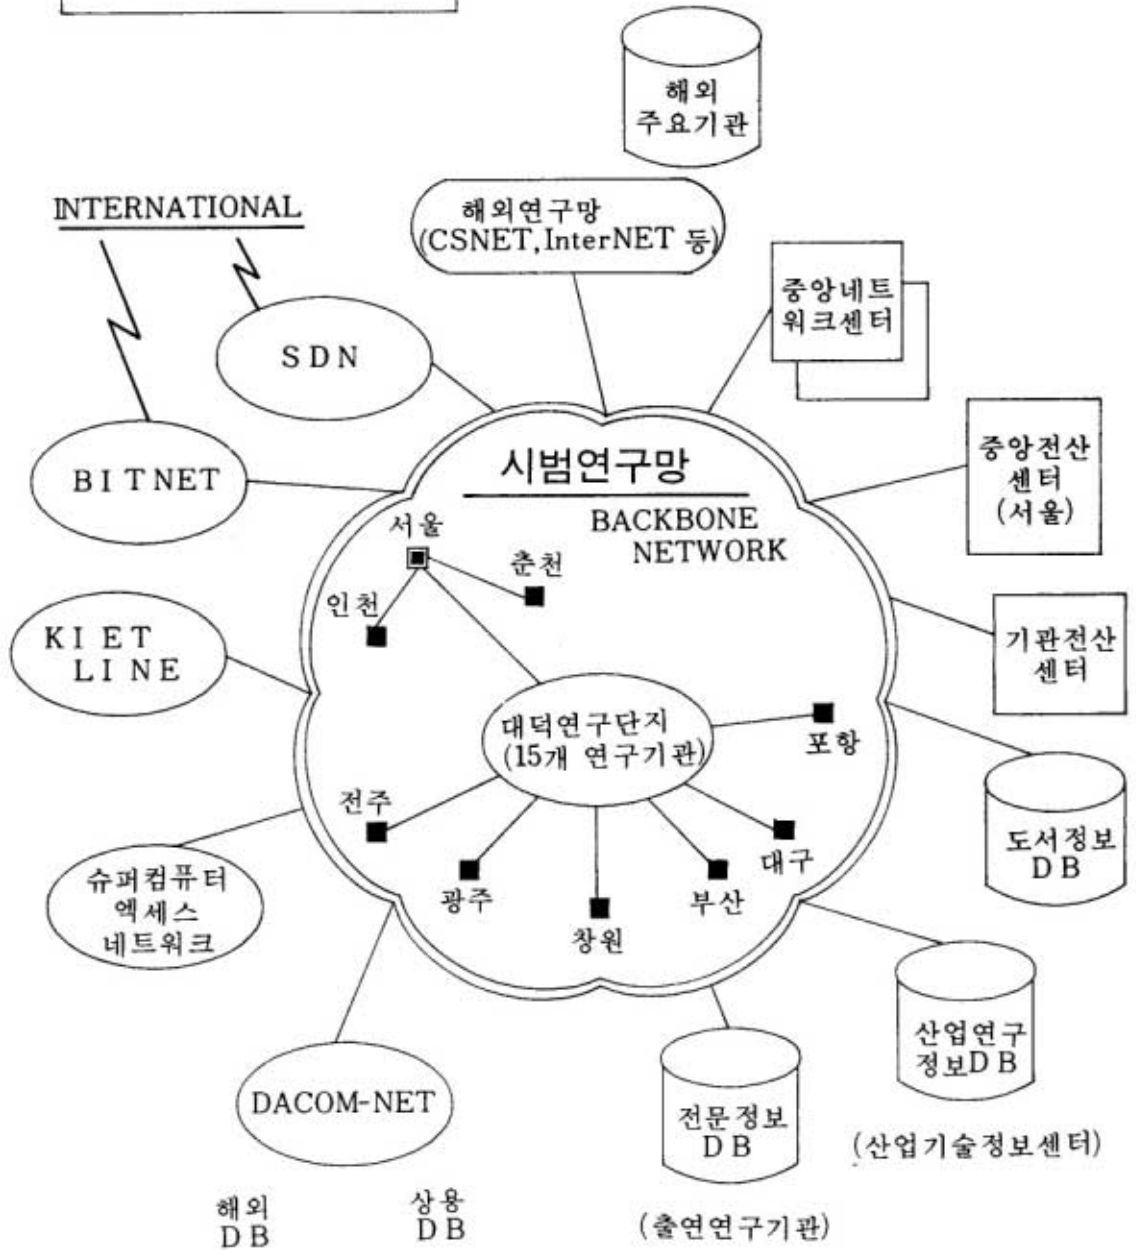 해외
주요기관
INTERNATIONAL
해외연구망
(CSNET,InterNET 등)
중앙네트
워크센터
SDN
중앙전산
센터
(서울)
BITNET
시범연구망
BACKBONE
NETWORK
서울
춘천
인천
기관전산
센터
KIET
LINE
대덕연구단지
(15개 연구기관)
포항
전주
도서정보
DB
대구
슈퍼컴퓨터
엑세스
네트워크
광주
부산
창원
산업연구
정보DB
(산업기술정보센터)
DACOM-NET
전문정보
DB
(출연연구기관)
해외
DB
상용
DB